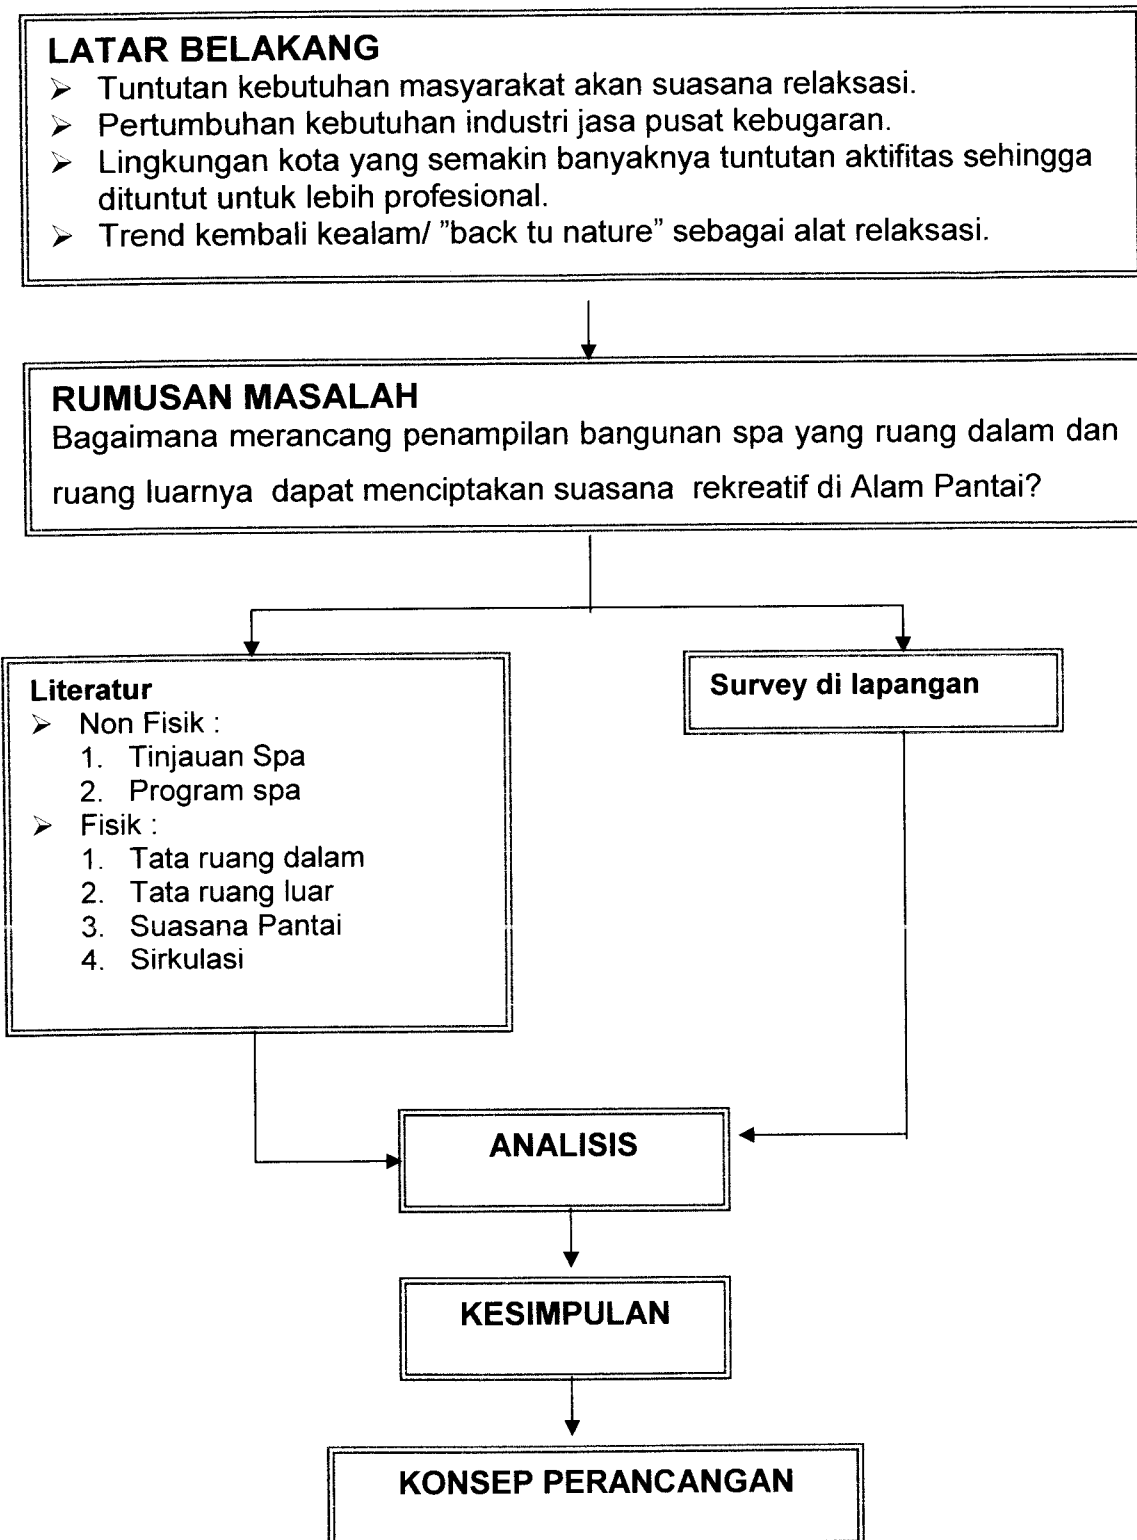 LATAR BELAKANG
➢ Tuntutan kebutuhan masyarakat akan suasana relaksasi.
➢ Pertumbuhan kebutuhan industri jasa pusat kebugaran.
➢ Lingkungan kota yang semakin banyaknya tuntutan aktifitas sehingga
dituntut untuk lebih profesional.
➢ Trend kembali kealam/ ”back tu nature” sebagai alat relaksasi.
RUMUSAN MASALAH
Bagaimana merancang penampilan bangunan spa yang ruang dalam dan
ruang luarnya dapat menciptakan suasana rekreatif di Alam Pantai?
Literatur
➢ Non Fisik :
1. Tinjauan Spa
2. Program spa
➢ Fisik :
1. Tata ruang dalam
2. Tata ruang luar
3. Suasana Pantai
4. Sirkulasi
Survey di lapangan
ANALISIS
KESIMPULAN
KONSEP PERANCANGAN